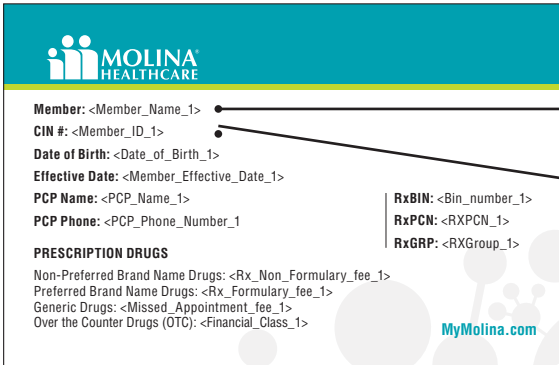 MOLINA®
HEALTHCARE
Member: <Member_Name_1>
CIN #: <Member_ID_1>
Date of Birth: <Date_of_Birth_1>
Effective Date: <Member_Effective_Date_1>
PCP Name: <PCP_Name_1>
PCP Phone: <PCP_Phone_Number_1
RxBIN: <Bin_number_1>
RxPCN: <RXPCN_1>
RxGRP: <RXGroup_1>
PRESCRIPTION DRUGS
Non-Preferred Brand Name Drugs: <Rx_Non_Formulary_fee_1>
Preferred Brand Name Drugs: <Rx_Formulary_fee_1>
Generic Drugs: <Missed_Appointment_fee_1>
Over the Counter Drugs (OTC): <Financial_Class_1>
MyMolina.com